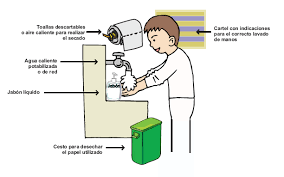 Toallas descartables
o aire caliente para realizar
el secado
Cartel con indicaciones
para el correcto lavado
de manos
Agua caliente
potabilizada
o de red
Jabón líquido
Jabón
Cesto para desechar
el papel utilizado